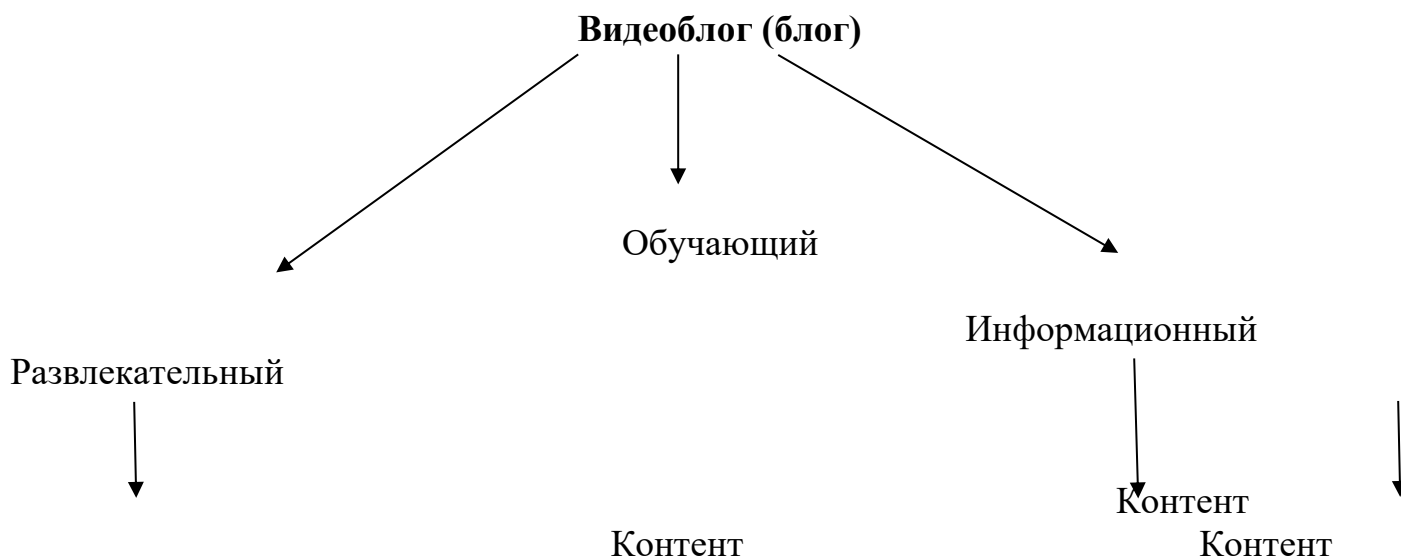 Видеоблог (блог)
Обучающий
Информационный
Развлекательный
Контент
Контент Контент